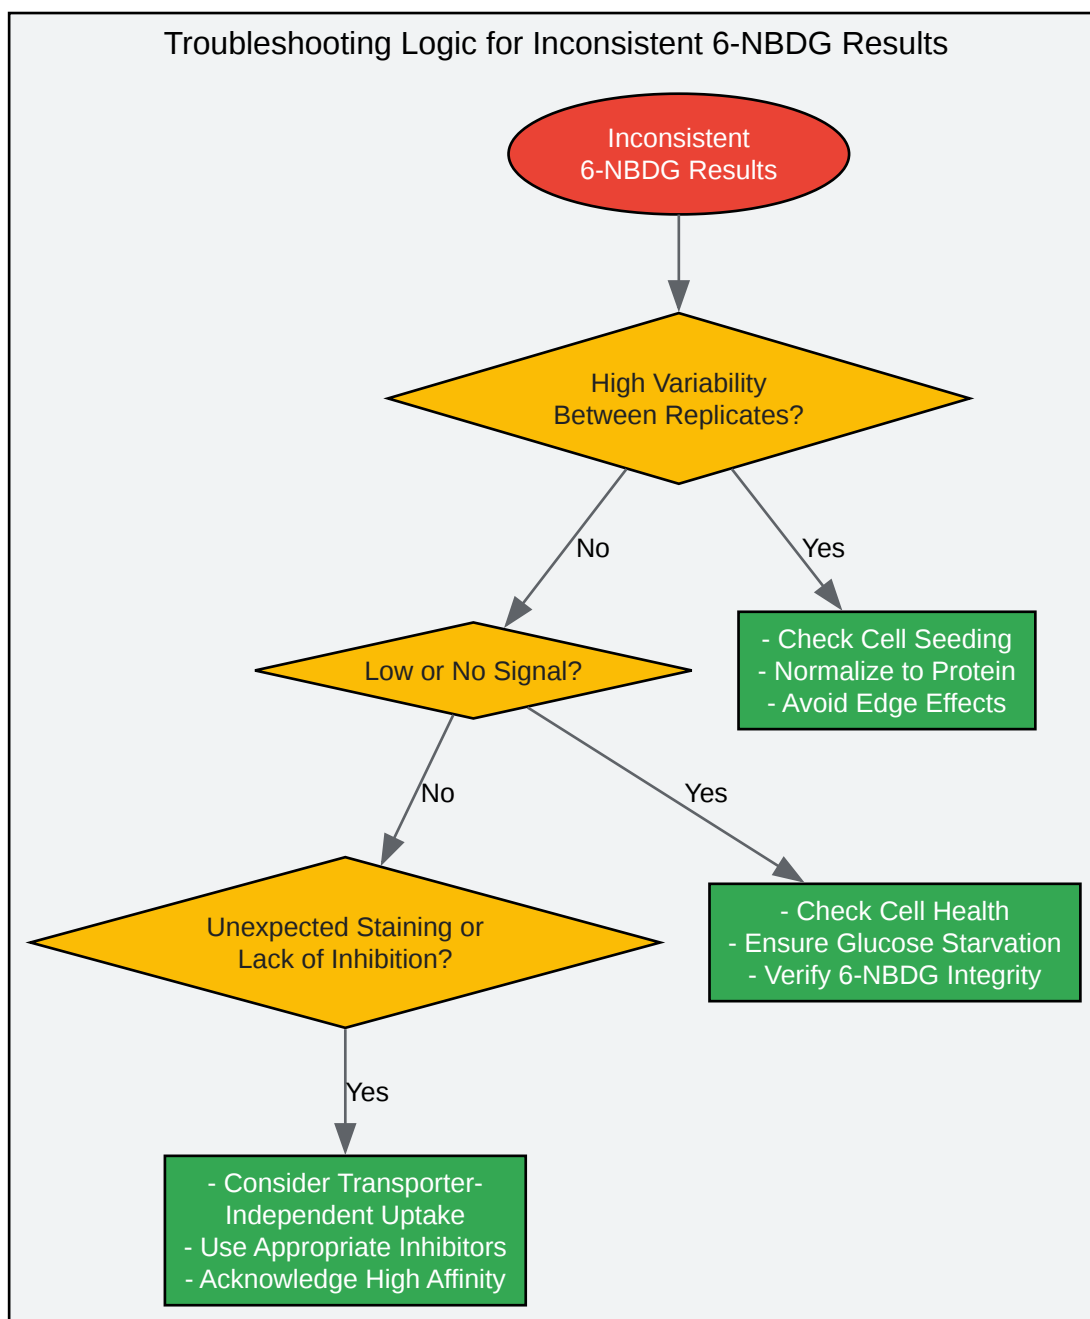 Troubleshooting Logic for Inconsistent 6-NBDG Results
Inconsistent
6-NBDG Results
High Variability
Between Replicates?
No
Yes
- Check Cell Seeding
- Normalize to Protein
- Avoid Edge Effects
Low or No Signal?
No
Yes
- Check Cell Health
- Ensure Glucose Starvation
- Verify 6-NBDG Integrity
Unexpected Staining or
Lack of Inhibition?
Yes
- Consider Transporter-
Independent Uptake
- Use Appropriate Inhibitors
- Acknowledge High Affinity